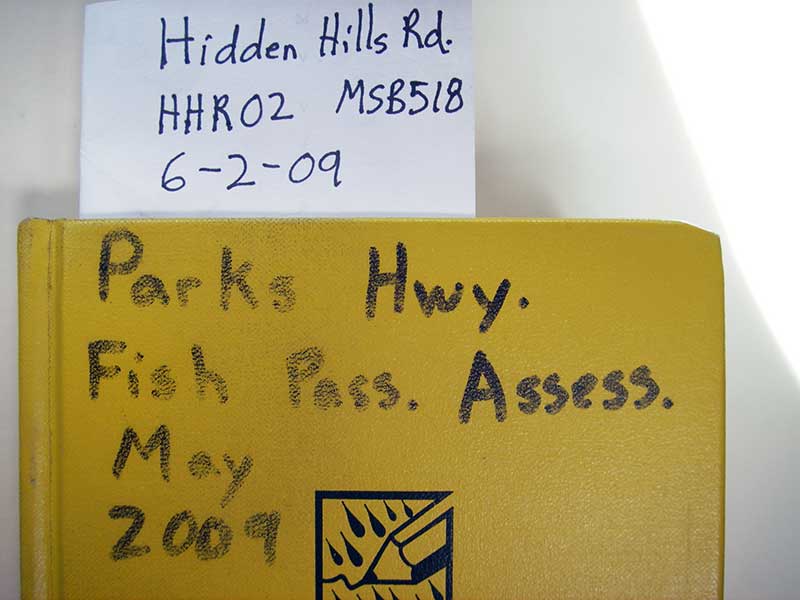 Hidden Hills Rd.
HHR02 MSB518
6-2-09
Parks Hwy.
Fish Pass. Assess.
May
2009